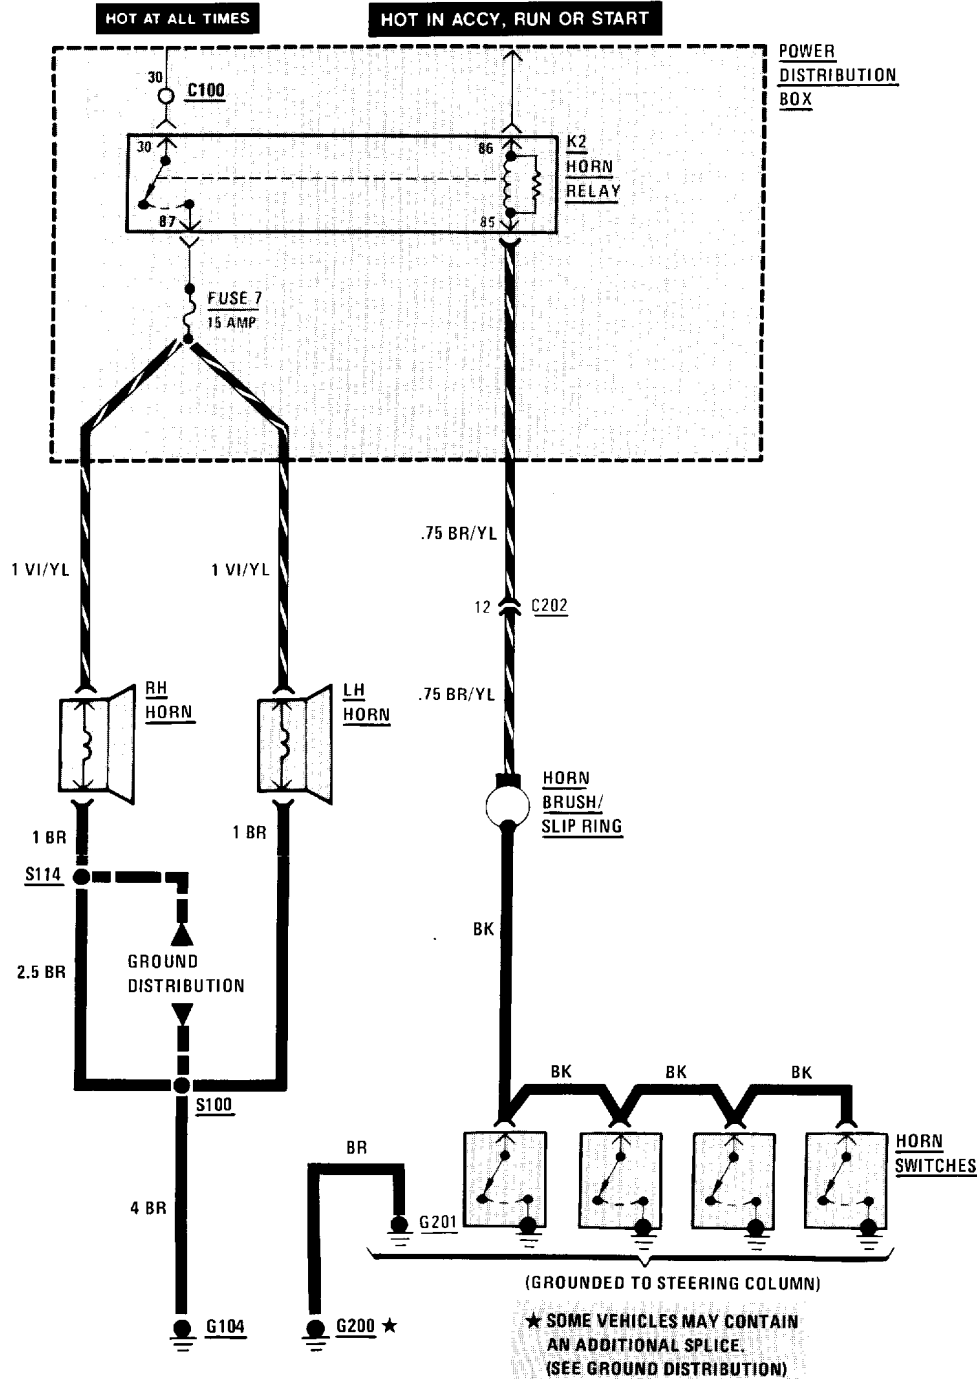 HOT AT ALL TIMES
HOT IN ACCY, RUN OR START
POWER
DISTRIBUTION
BOX
30
C100
30
86
K2
HORN
RELAY
87
85
FUSE 7
15 AMP
.75 BR/YL
1 VI/YL
1 VI/YL
12
C202
RH
HORN
LH
HORN
.75 BR/YL
HORN
BRUSH/
SLIP RING
1 BR
1 BR
S114
BK
2.5 BR
GROUND
DISTRIBUTION
BK
BK
BK
S100
HORN
SWITCHES
BR
4 BR
G201
(GROUNDED TO STEERING COLUMN)
G104
G200 ★
★ SOME VEHICLES MAY CONTAIN
AN ADDITIONAL SPLICE.
(SEE GROUND DISTRIBUTION)